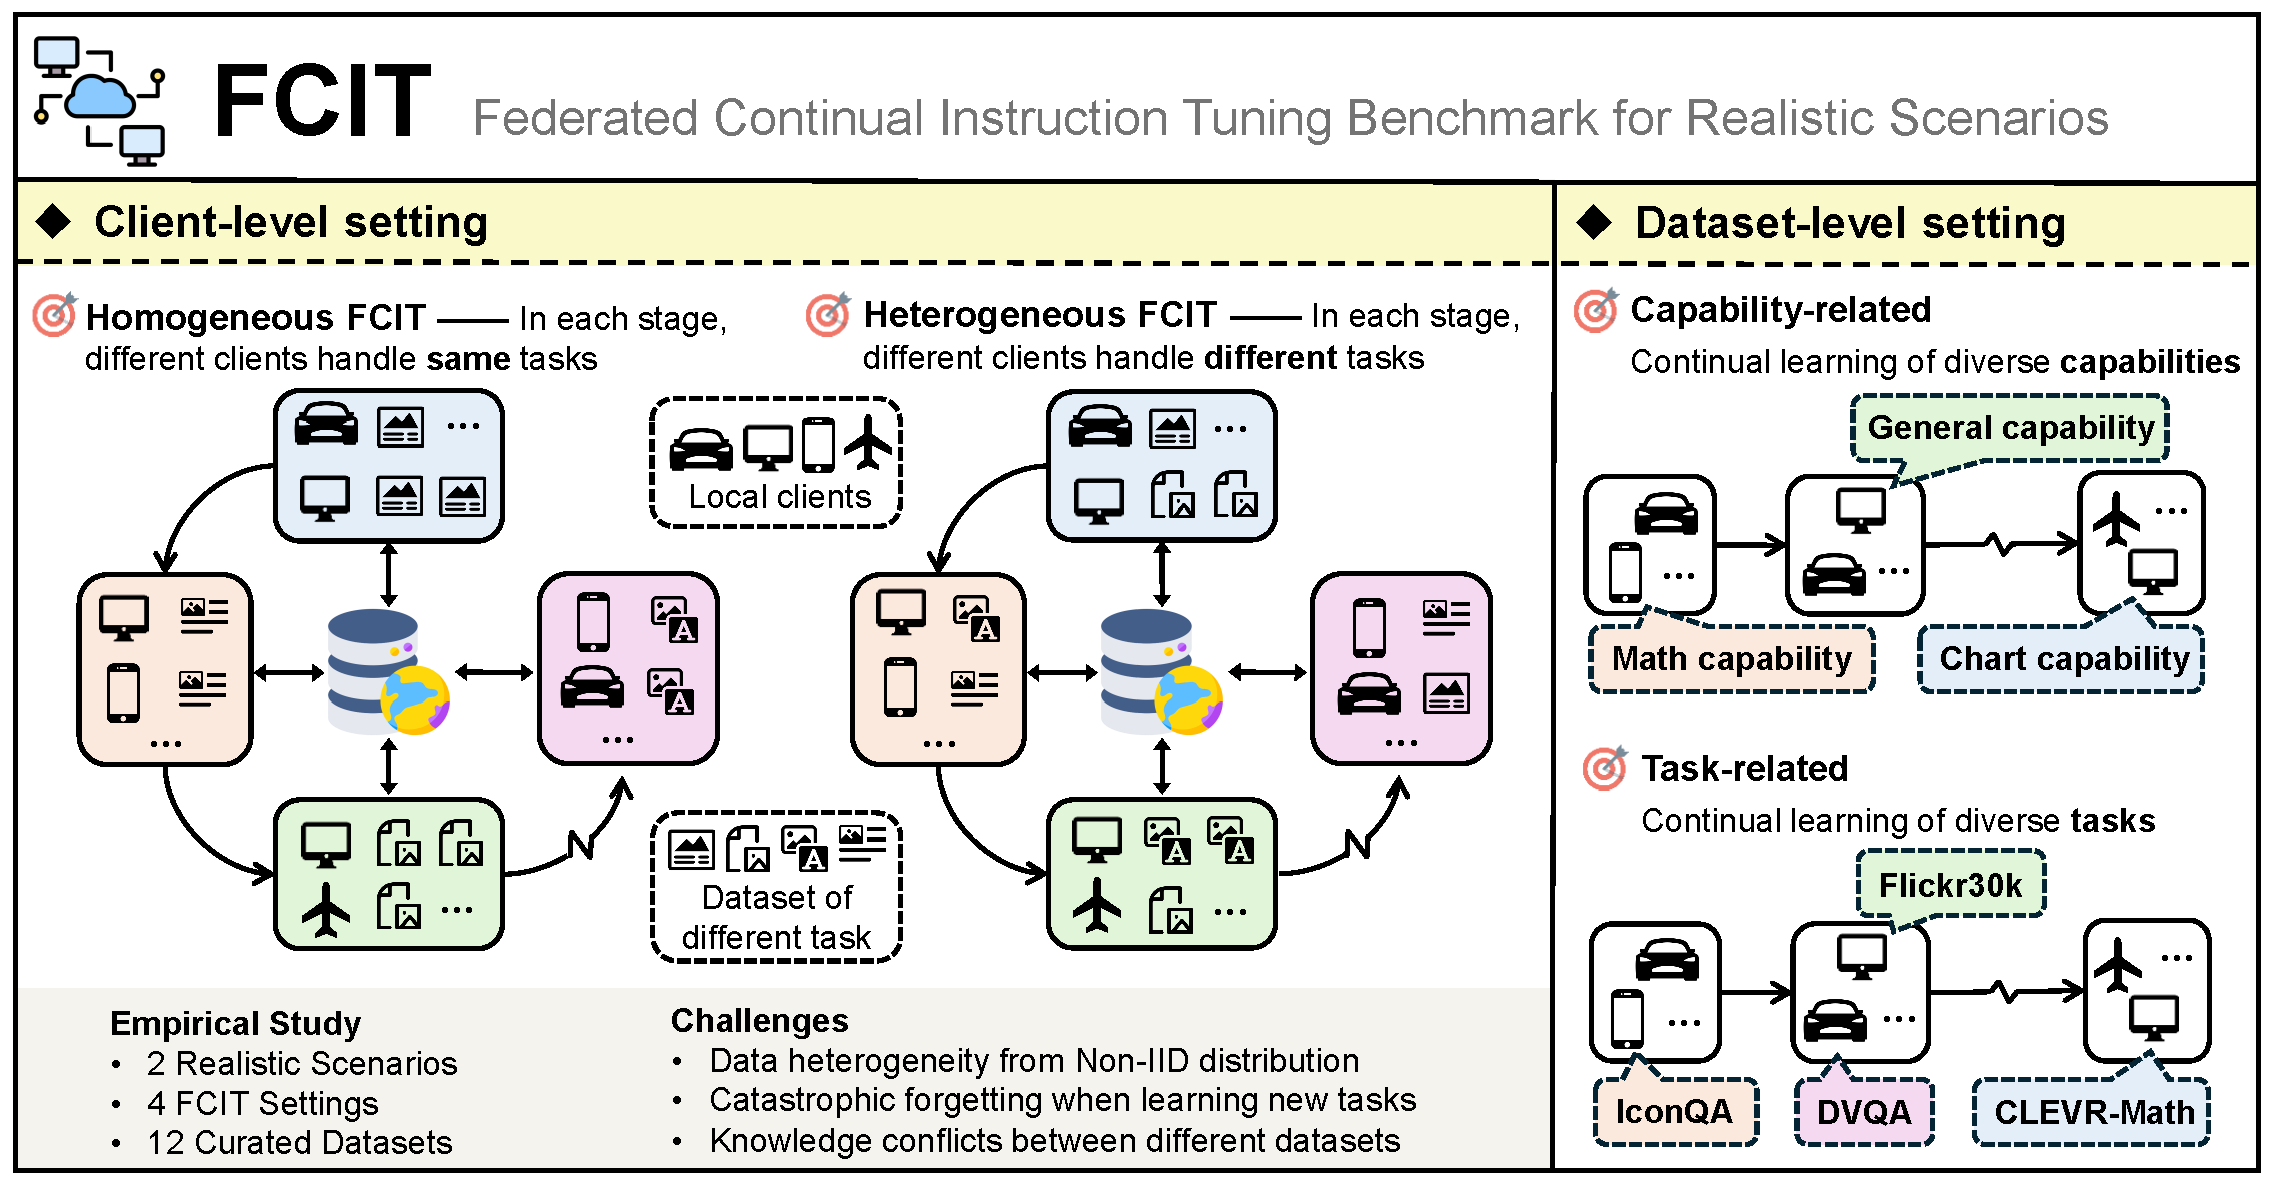 FCIT Federated Continual Instruction Tuning Benchmark for Realistic Scenarios
◆ Client-level setting
Homogeneous FCIT —— In each stage,
different clients handle same tasks
Heterogeneous FCIT —— In each stage,
different clients handle different tasks
...
...
...
...
Local clients
...
...
...
...
Dataset of
different task
Empirical Study
• 2 Realistic Scenarios
• 4 FCIT Settings
• 12 Curated Datasets
Challenges
• Data heterogeneity from Non-IID distribution
• Catastrophic forgetting when learning new tasks
• Knowledge conflicts between different datasets
◆ Dataset-level setting
Capability-related
Continual learning of diverse capabilities
General capability
...
...
...
Math capability
Chart capability
Task-related
Continual learning of diverse tasks
Flickr30k
...
...
...
IconQA
DVQA
CLEVR-Math